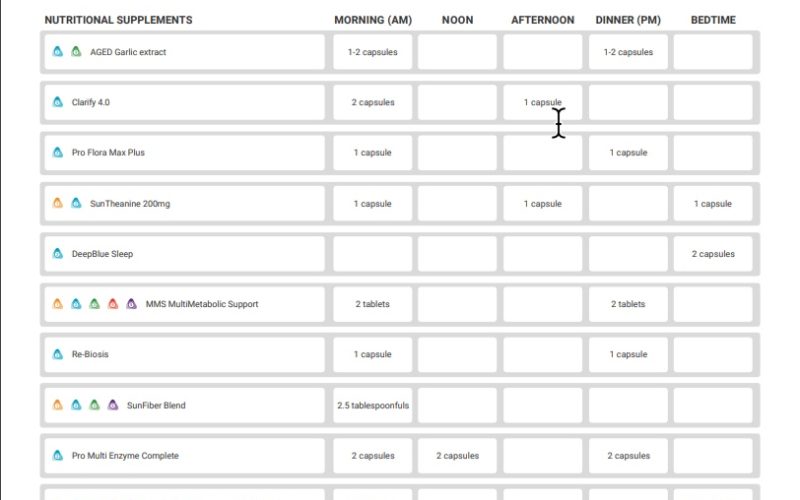 NUTRITIONAL SUPPLEMENTS MORNING (AM) NOON AFTERNOON DINNER (PM) BEDTIME
AGED Garlic extract 1-2 capsules 1-2 capsules
Clarify 4.0 2 capsules 1 capsule
Pro Flora Max Plus 1 capsule 1 capsule
SunTheanine 200mg 1 capsule 1 capsule 1 capsule
DeepBlue Sleep 2 capsules
MMS MultiMetabolic Support 2 tablets 2 tablets
Re-Biosis 1 capsule 1 capsule
SunFiber Blend 2.5 tablespoonfuls
Pro Multi Enzyme Complete 2 capsules 2 capsules 2 capsules